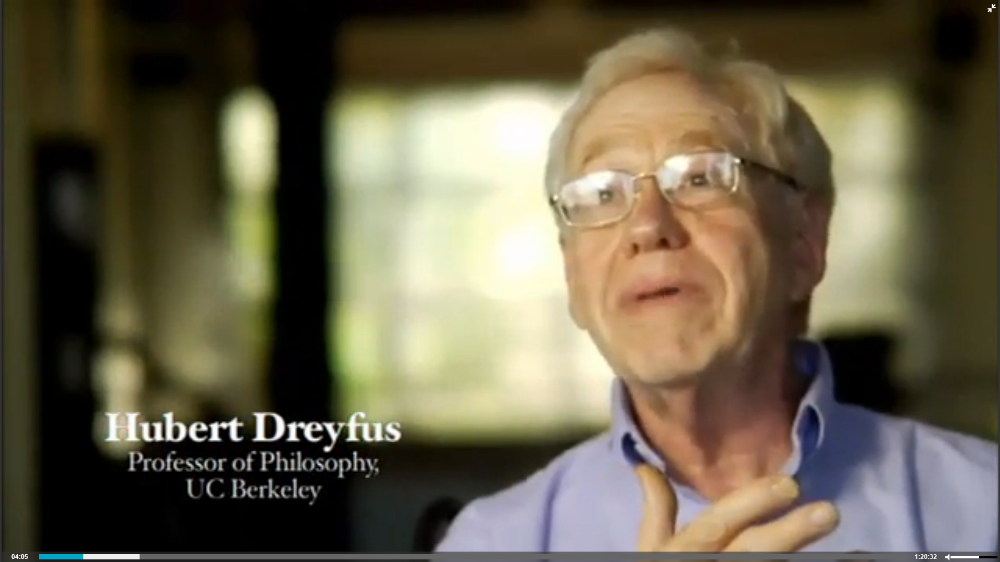 Hubert Dreyfus
Professor of Philosophy,
UC Berkeley
04:05
1:20:32